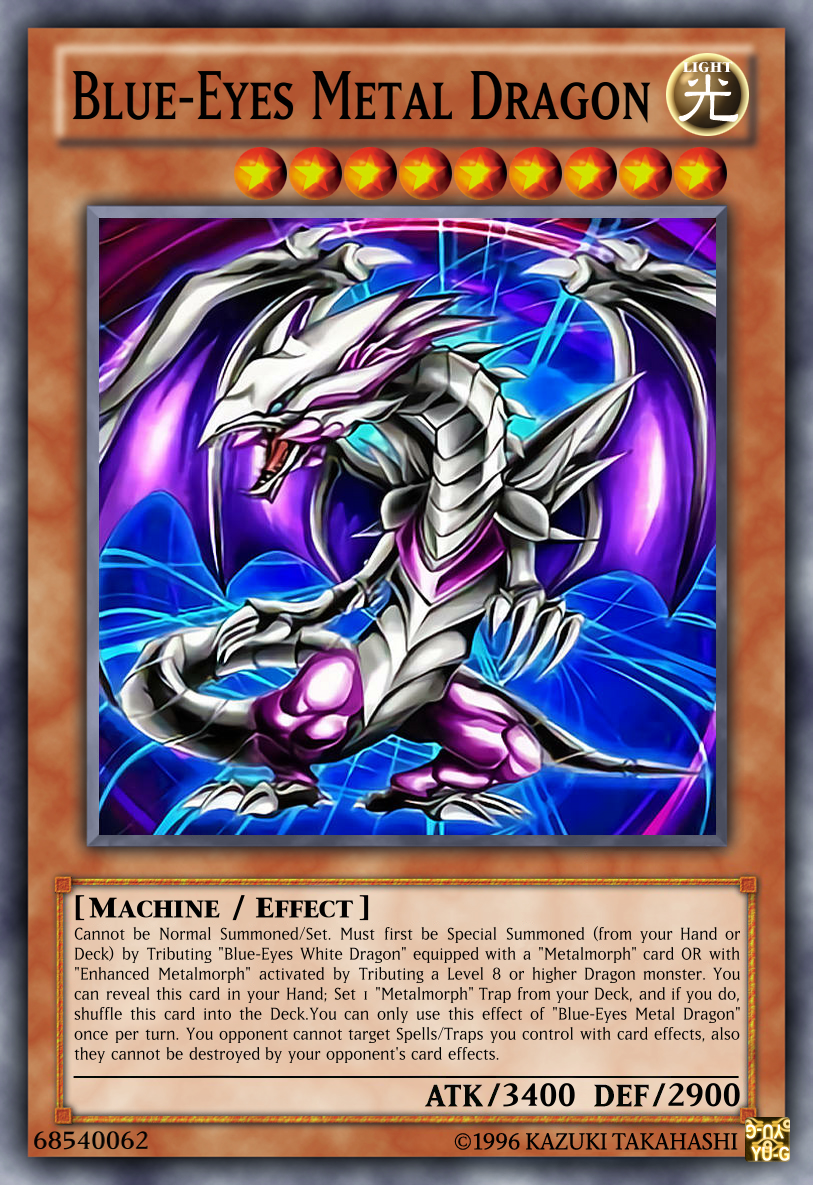 Blue-Eyes Metal Dragon
LIGHT
光
[ Machine / Effect ]
Cannot be Normal Summoned/Set. Must first be Special Summoned (from your Hand or
Deck) by Tributing "Blue-Eyes White Dragon" equipped with a "Metalmorph" card OR with
"Enhanced Metalmorph" activated by Tributing a Level 8 or higher Dragon monster. You
can reveal this card in your Hand; Set 1 "Metalmorph" Trap from your Deck, and if you do,
shuffle this card into the Deck.You can only use this effect of "Blue-Eyes Metal Dragon"
once per turn. You opponent cannot target Spells/Traps you control with card effects, also
they cannot be destroyed by your opponent's card effects.
ATK/3400 DEF/2900
68540062 ©1996 KAZUKI TAKAHASHI